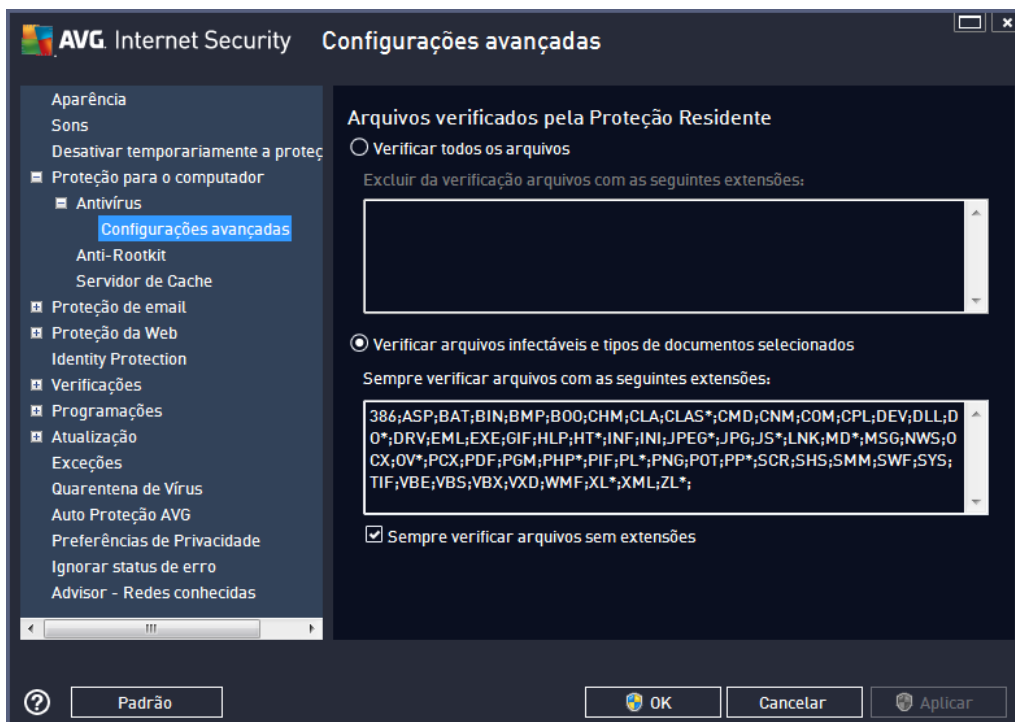 AVG. Internet Security Configurações avançadas
Aparência
Sons
Desativar temporariamente a proteç
Proteção para o computador
Antivírus
Configurações avançadas
Anti-Rootkit
Servidor de Cache
Proteção de email
Proteção da Web
Identity Protection
Verificações
Programações
Atualização
Exceções
Quarentena de Vírus
Auto Proteção AVG
Preferências de Privacidade
Ignorar status de erro
Advisor - Redes conhecidas
Arquivos verificados pela Proteção Residente
Verificar todos os arquivos
Excluir da verificação arquivos com as seguintes extensões:
Verificar arquivos infectáveis e tipos de documentos selecionados
Sempre verificar arquivos com as seguintes extensões:
386;ASP;BAT;BIN;BMP;BOO;CHM;CLA;CLAS*;CMD;CNM;COM;CPL;DEV;DLL;D
O*;DRV;EML;EXE;GIF;HLP;HT*;INF;INI;JPEG*;JPG;JS*;LNK;MD*;MSG;NWS;O
CX;OV*;PCX;PDF;PGM;PHP*;PIF;PL*;PNG;POT;PP*;SCR;SHS;SMM;SWF;SYS;
TIF;VBE;VBS;VBX;VXD;WMF;XL*;XML;ZL*;
Sempre verificar arquivos sem extensões
Padrão
OK
Cancelar
Aplicar